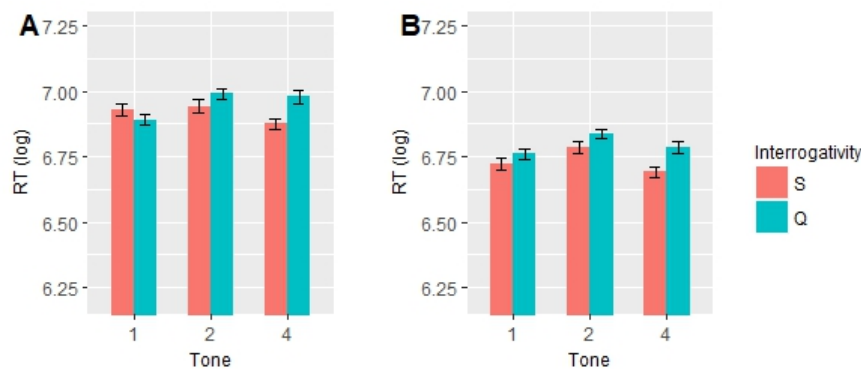 A
7.25
7.00
6.75
6.50
6.25
RT (log)
1 2 4
Tone
B
7.25
7.00
6.75
6.50
6.25
RT (log)
1 2 4
Tone
Interrogativity
S
Q